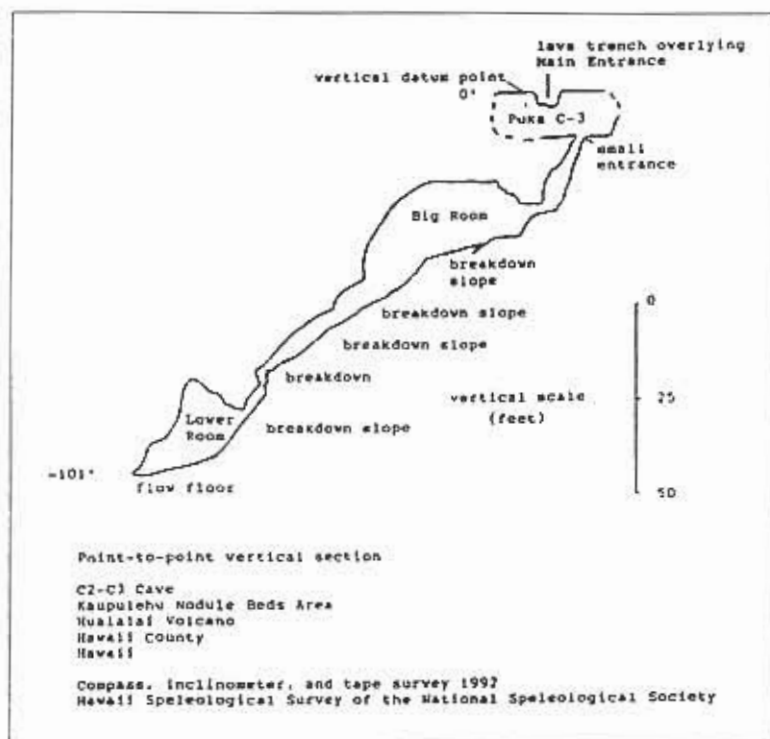 lava trench overlying
Main Entrance
vertical datum point
0'
Puka C-3
small
entrance
Big Room
breakdown
slope
0
breakdown slope
breakdown slope
breakdown
vertical scale
(feet)
25
Lower
Room
breakdown slope
-101'
flow floor
50
Point-to-point vertical section
C2-C3 Cave
Kaupulehu Nodule Beds Area
Hualalai Volcano
Hawaii County
Hawaii
Compass, inclinometer, and tape survey 1992
Hawaii Speleological Survey of the National Speleological Society